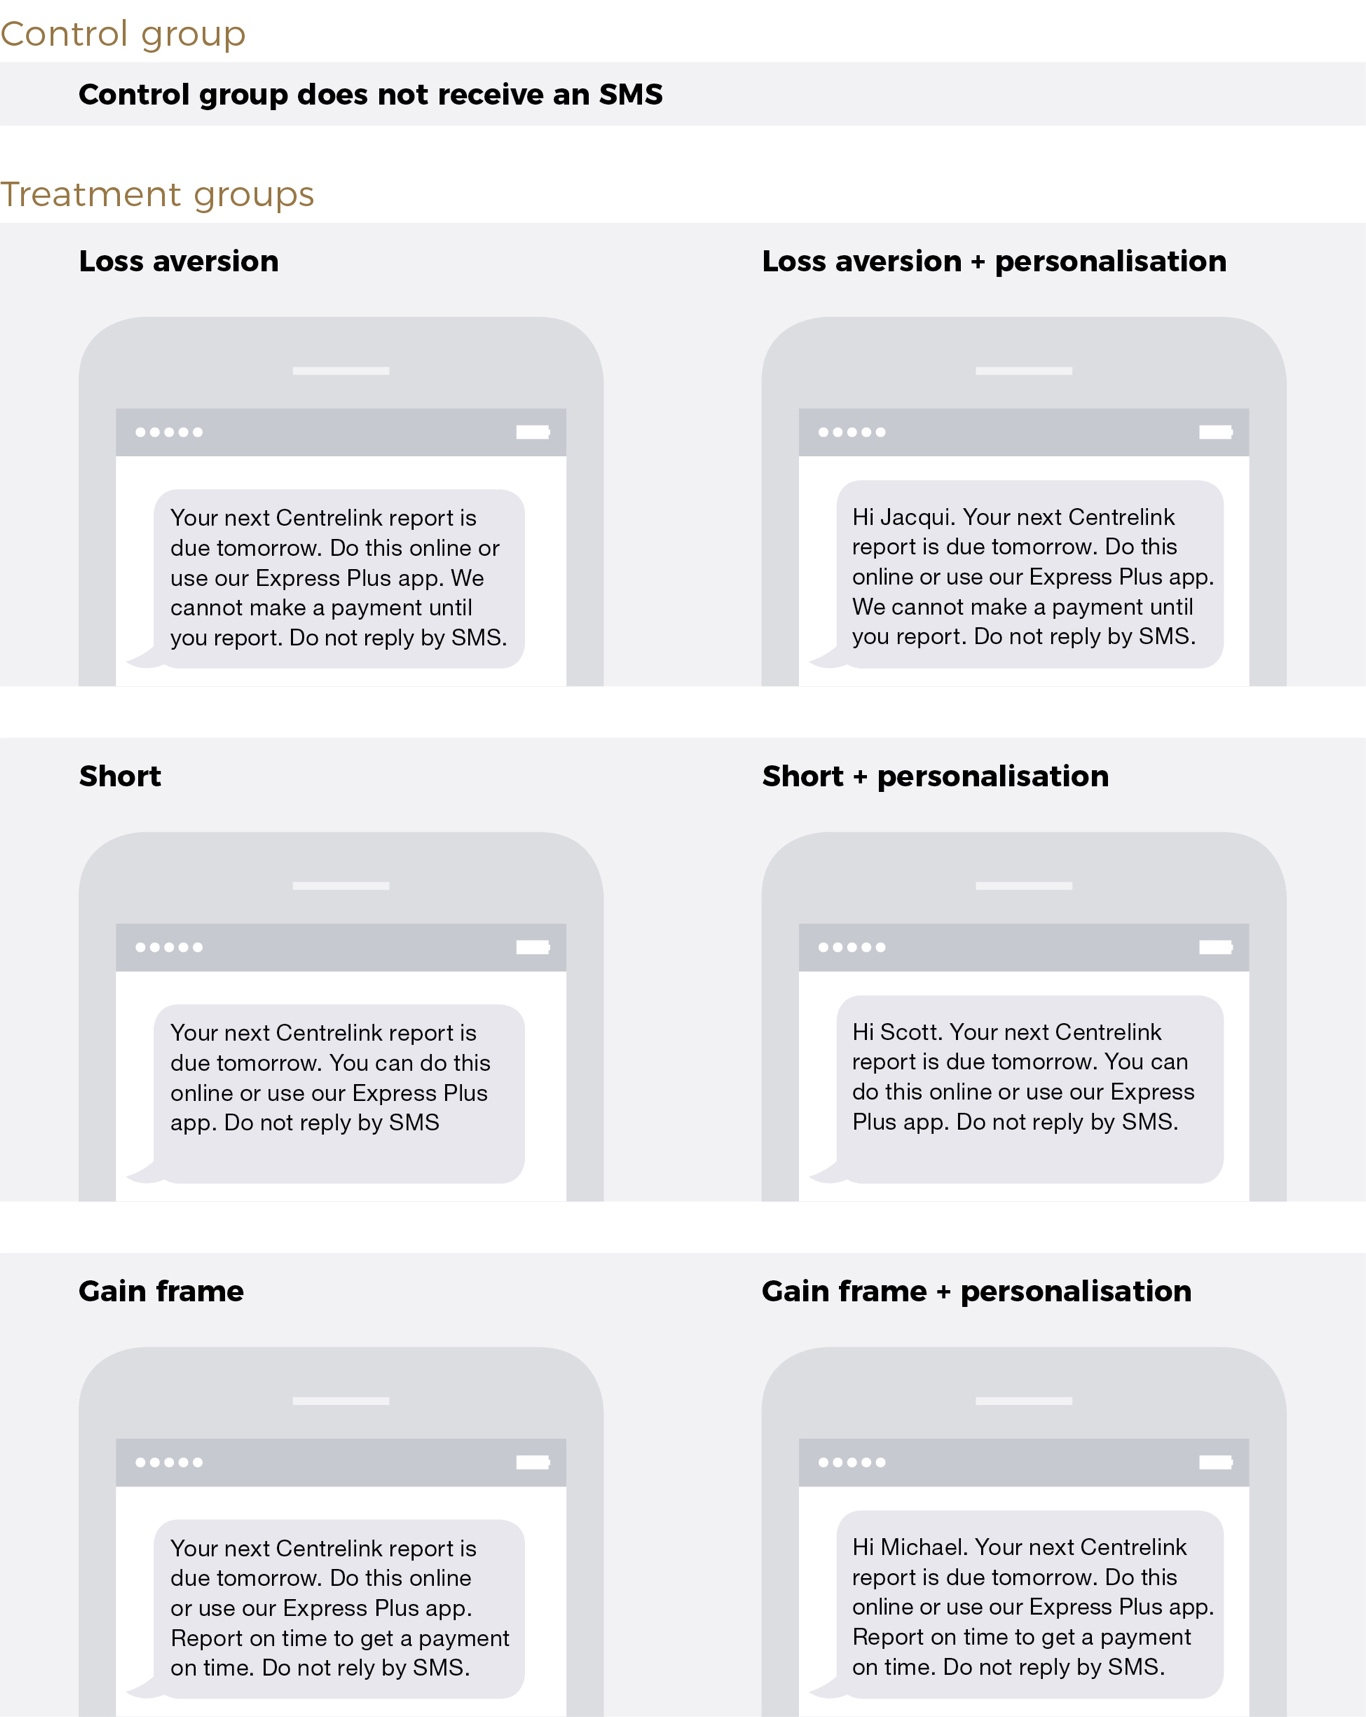 Control group
Control group does not receive an SMS
Treatment groups
Loss aversion
Your next Centrelink report is
due tomorrow. Do this online or
use our Express Plus app. We
cannot make a payment until
you report. Do not reply by SMS.
Loss aversion + personalisation
Hi Jacqui. Your next Centrelink
report is due tomorrow. Do this
online or use our Express Plus app.
We cannot make a payment until
you report. Do not reply by SMS.
Short
Your next Centrelink report is
due tomorrow. You can do this
online or use our Express Plus
app. Do not reply by SMS
Short + personalisation
Hi Scott. Your next Centrelink
report is due tomorrow. You can
do this online or use our Express
Plus app. Do not reply by SMS.
Gain frame
Your next Centrelink report is
due tomorrow. Do this online
or use our Express Plus app.
Report on time to get a payment
on time. Do not rely by SMS.
Gain frame + personalisation
Hi Michael. Your next Centrelink
report is due tomorrow. Do this
online or use our Express Plus app.
Report on time to get a payment
on time. Do not reply by SMS.